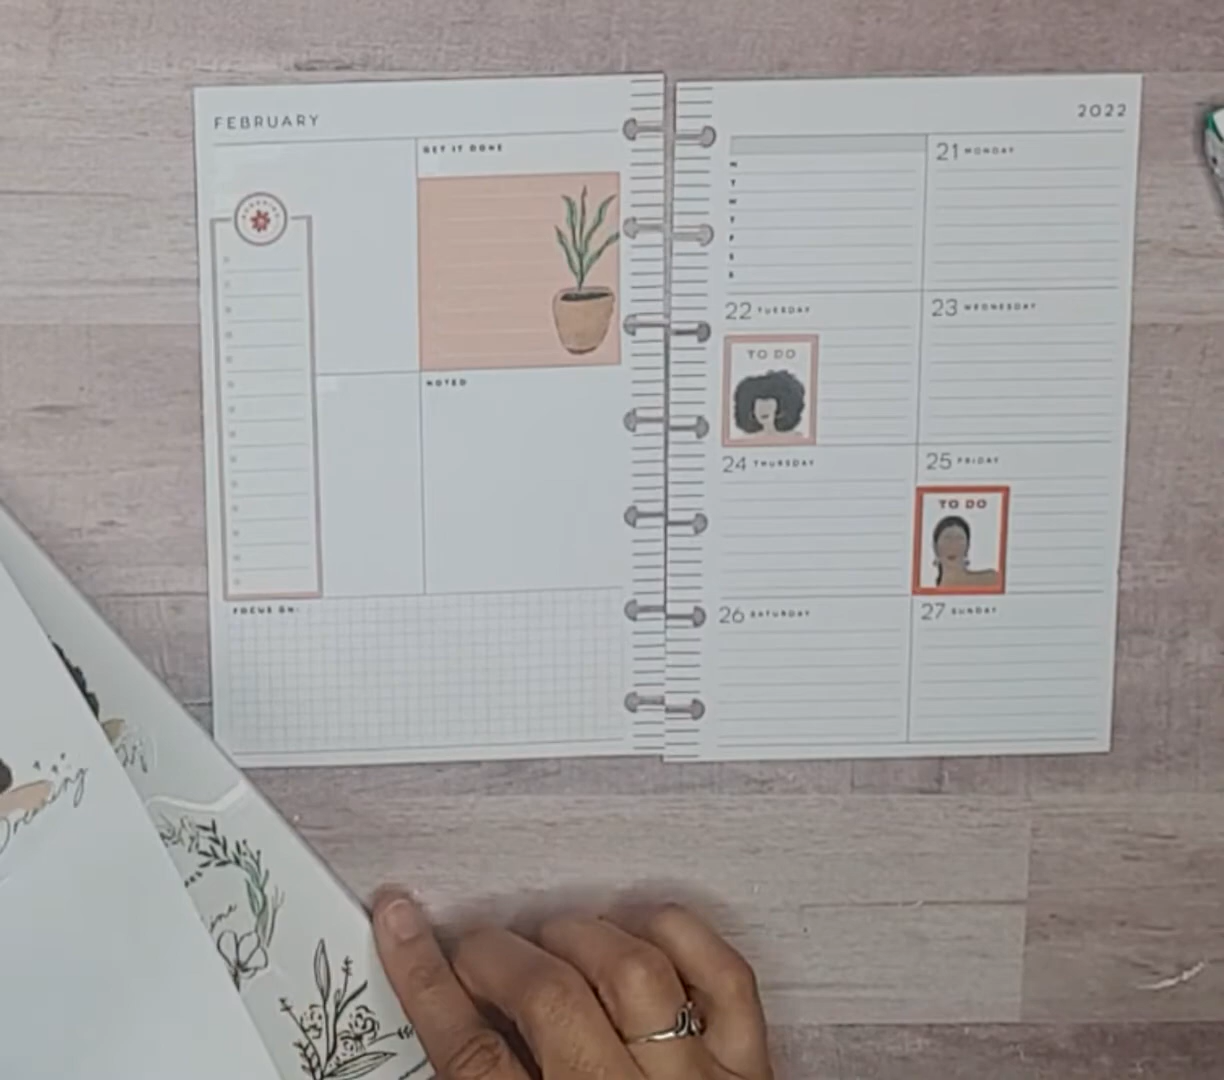 FEBRUARY
GET IT DONE
NOTED
FOCUS ON:
2022
M
T
W
T
F
S
S
21 MONDAY
22 TUESDAY
TO DO
23 WEDNESDAY
24 THURSDAY
25 FRIDAY
TO DO
26 SATURDAY
27 SUNDAY
Dreaming